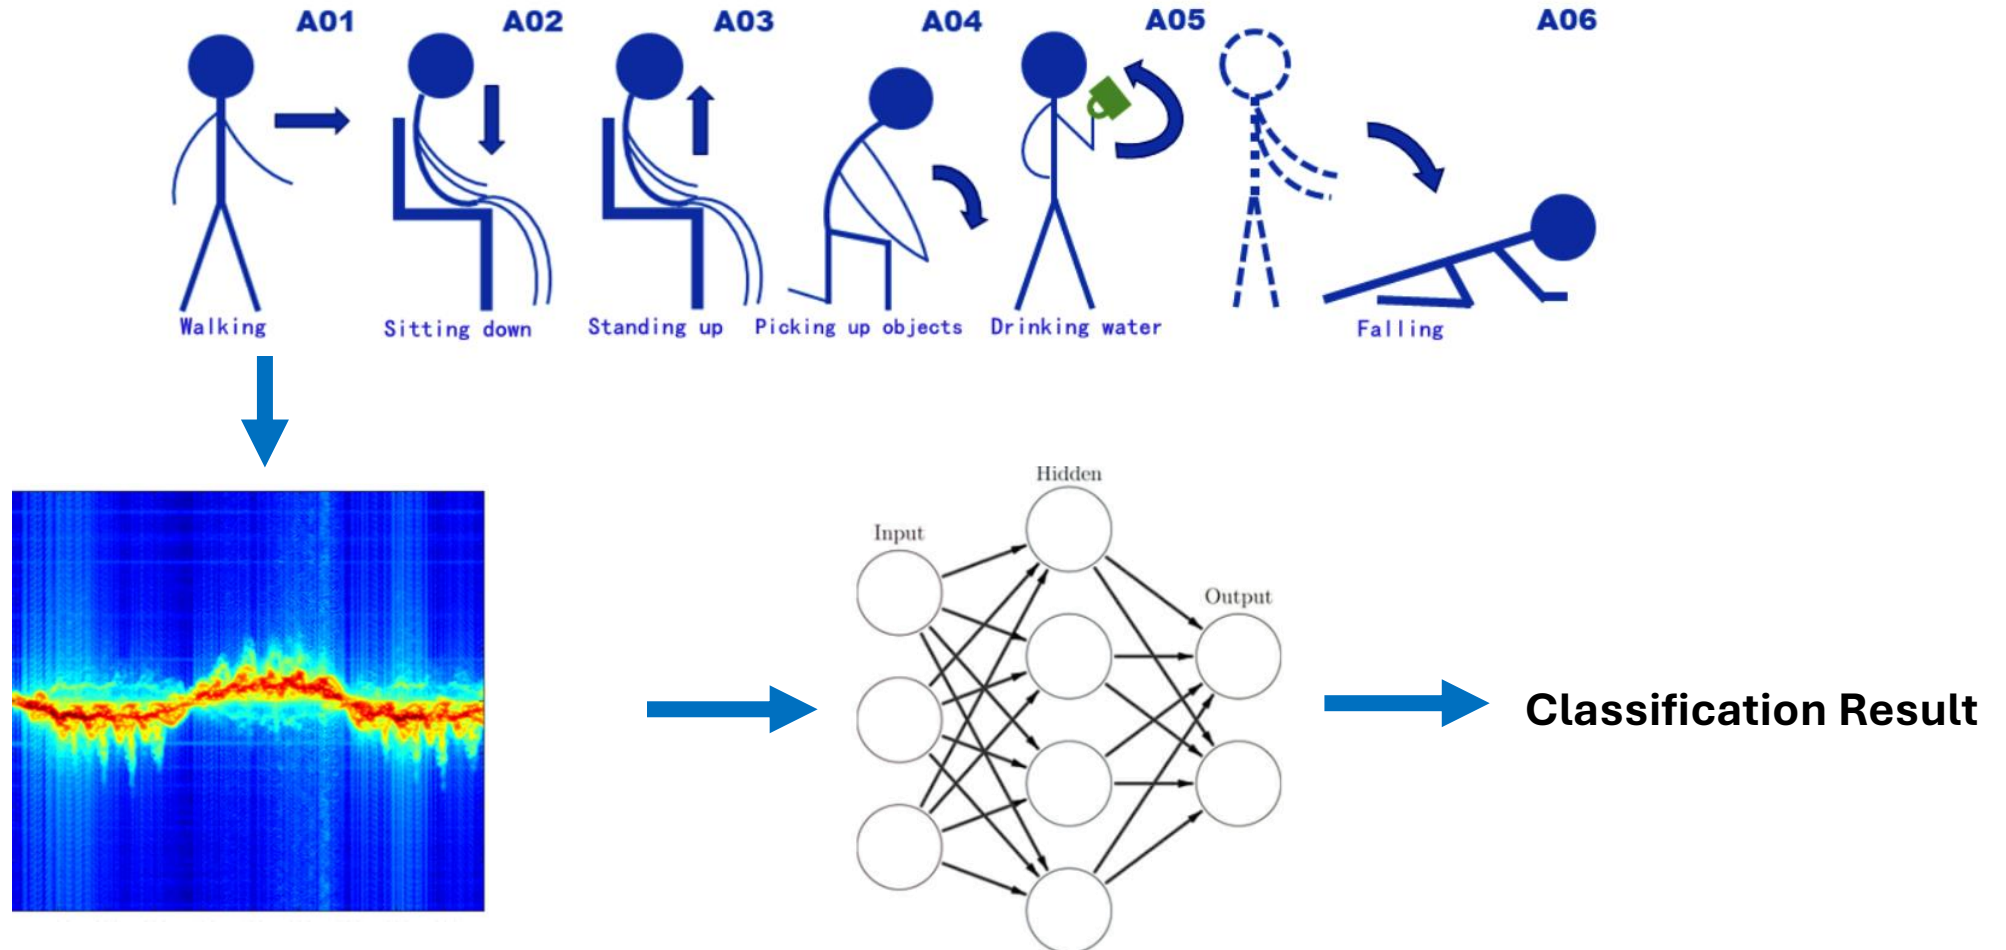 A01 A02 A03 A04 A05 A06
Walking Sitting down Standing up Picking up objects Drinking water Falling
Hidden
Input
Output
Classification Result